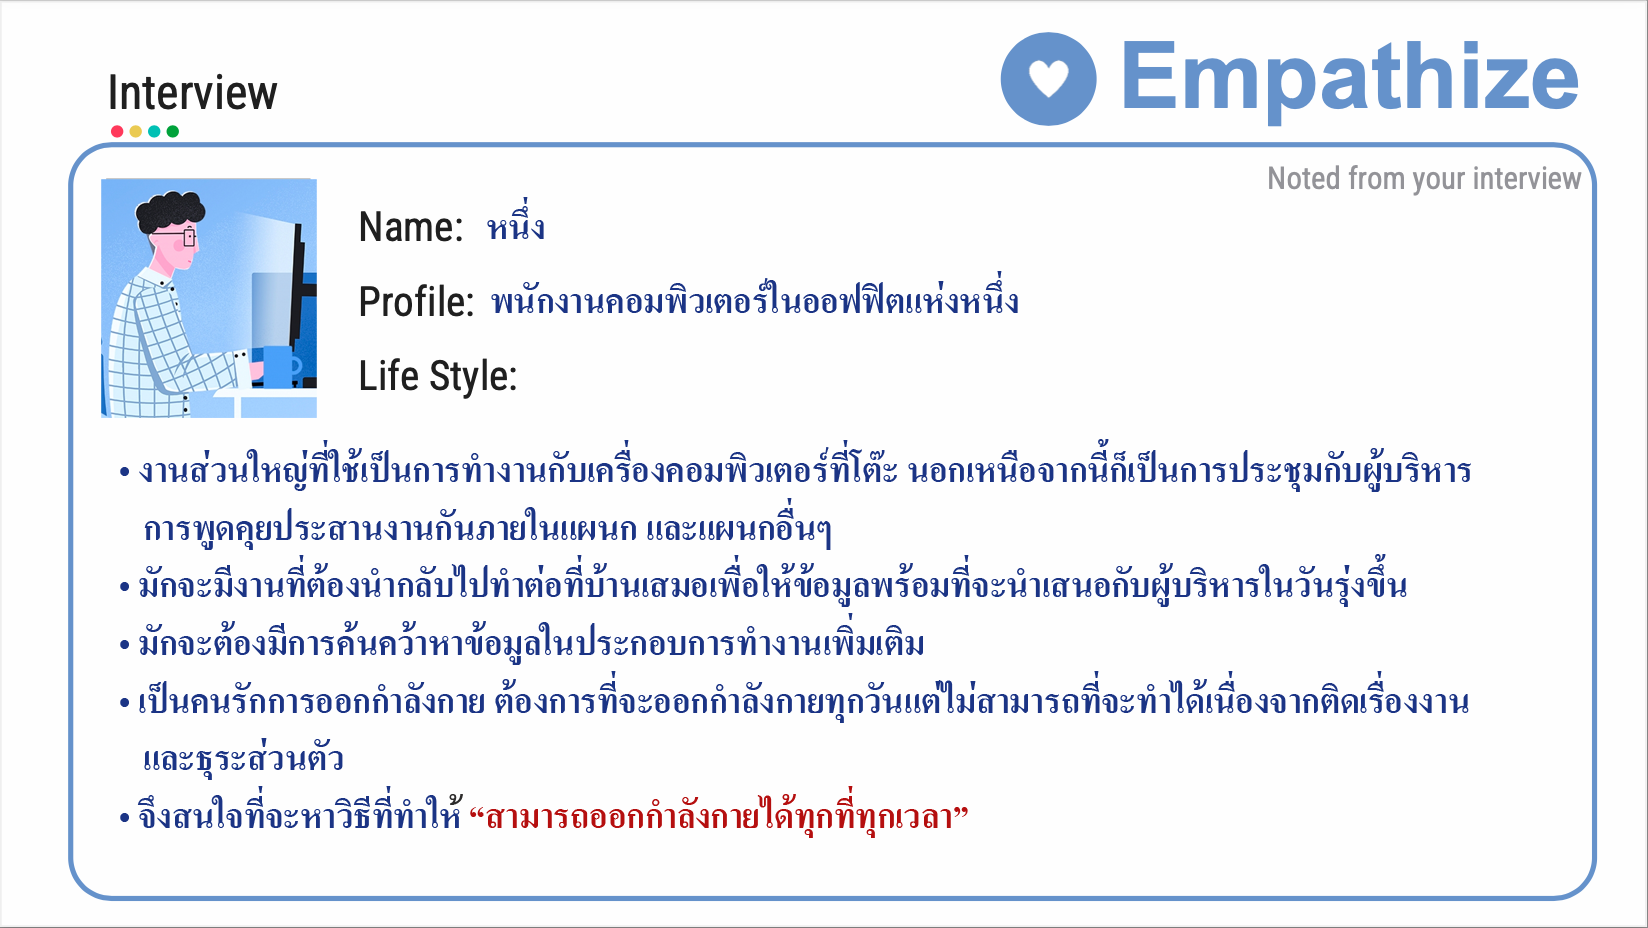 Interview
Empathize
Noted from your interview
Name: หนึ่ง
Profile: พนักงานคอมพิวเตอร์ในออฟฟิตแห่งหนึ่ง
Life Style:
• งานส่วนใหญ่ที่ใช้เป็นการทำงานกับเครื่องคอมพิวเตอร์ที่โต๊ะ นอกเหนือจากนี้ก็เป็นการประชุมกับผู้บริหาร
การพูดคุยประสานงานกันภายในแผนก และแผนกอื่นๆ
• มักจะมีงานที่ต้องนำกลับไปทำต่อที่บ้านเสมอเพื่อให้ข้อมูลพร้อมที่จะนำเสนอกับผู้บริหารในวันรุ่งขึ้น
• มักจะต้องมีการค้นคว้าหาข้อมูลในประกอบการทำงานเพิ่มเติม
• เป็นคนรักการออกกำลังกาย ต้องการที่จะออกกำลังกายทุกวันแต่ไม่สามารถที่จะทำได้เนื่องจากติดเรื่องงาน
และธุระส่วนตัว
• จึงสนใจที่จะหาวิธีที่ทำให้ “สามารถออกกำลังกายได้ทุกที่ทุกเวลา”